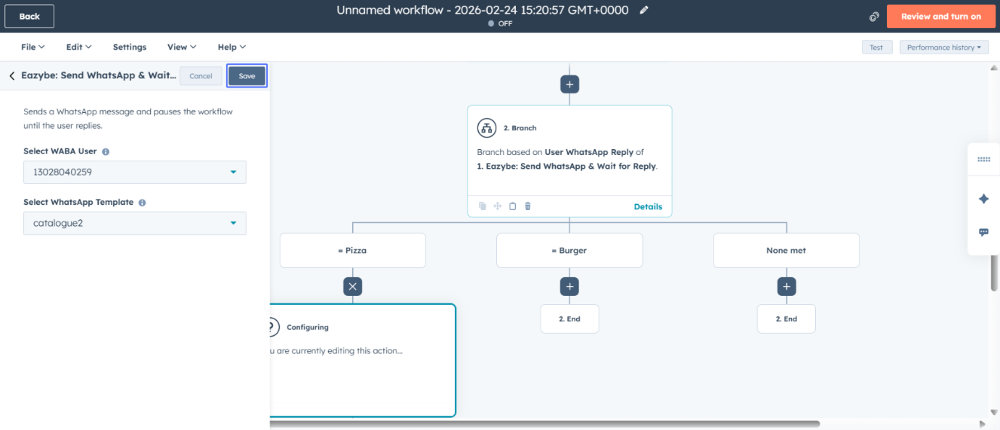 Back
Unnamed workflow - 2026-02-24 15:20:57 GMT+0000
OFF
Review and turn on
File
Edit
Settings
View
Help
Test
Performance history
Eazybe: Send WhatsApp & Wait...
Cancel
Save
Sends a WhatsApp message and pauses the workflow
until the user replies.
Select WABA User
13028040259
Select WhatsApp Template
catalogue2
2. Branch
Branch based on User WhatsApp Reply of
1. Eazybe: Send WhatsApp & Wait for Reply.
Details
= Pizza
= Burger
None met
Configuring
u are currently editing this action...
2. End
2. End